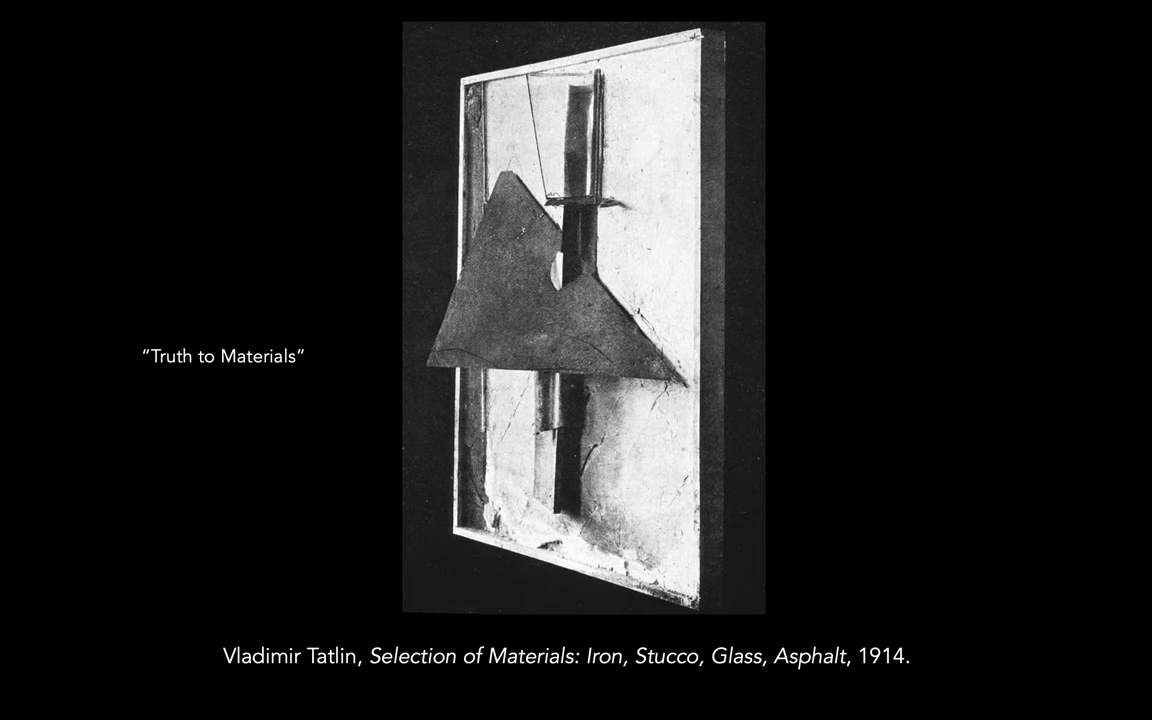 “Truth to Materials”
Vladimir Tatlin, Selection of Materials: Iron, Stucco, Glass, Asphalt, 1914.